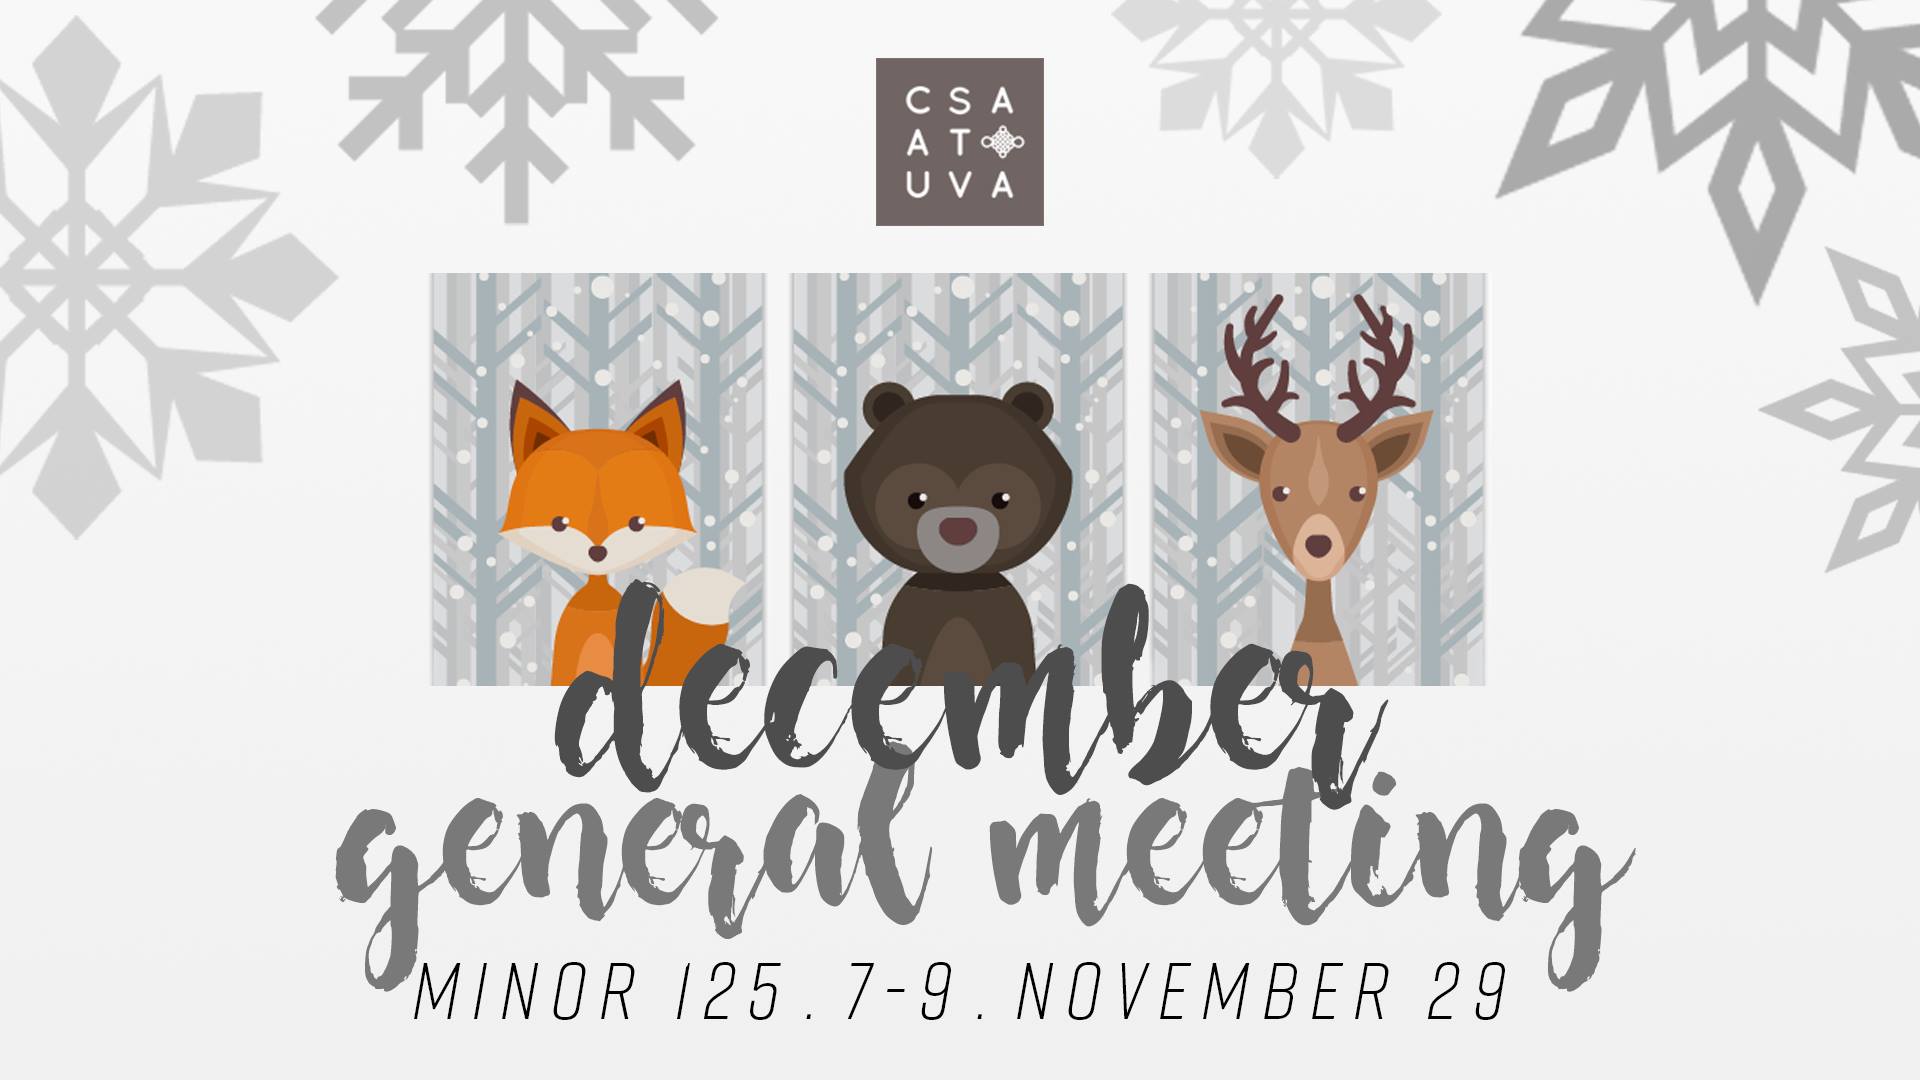 CSA
AT
UVA
december
general meeting
MINOR 125 . 7-9 . NOVEMBER 29